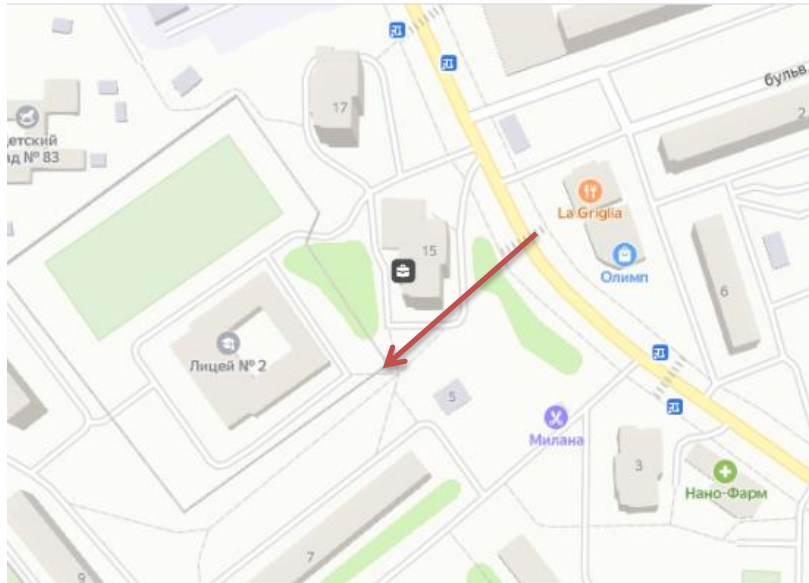 17
бульв
2
етский
ад № 83
La Griglia
15
Олимп
6
Лицей № 2
5
Милана
3
Нано-Фарм
7
9